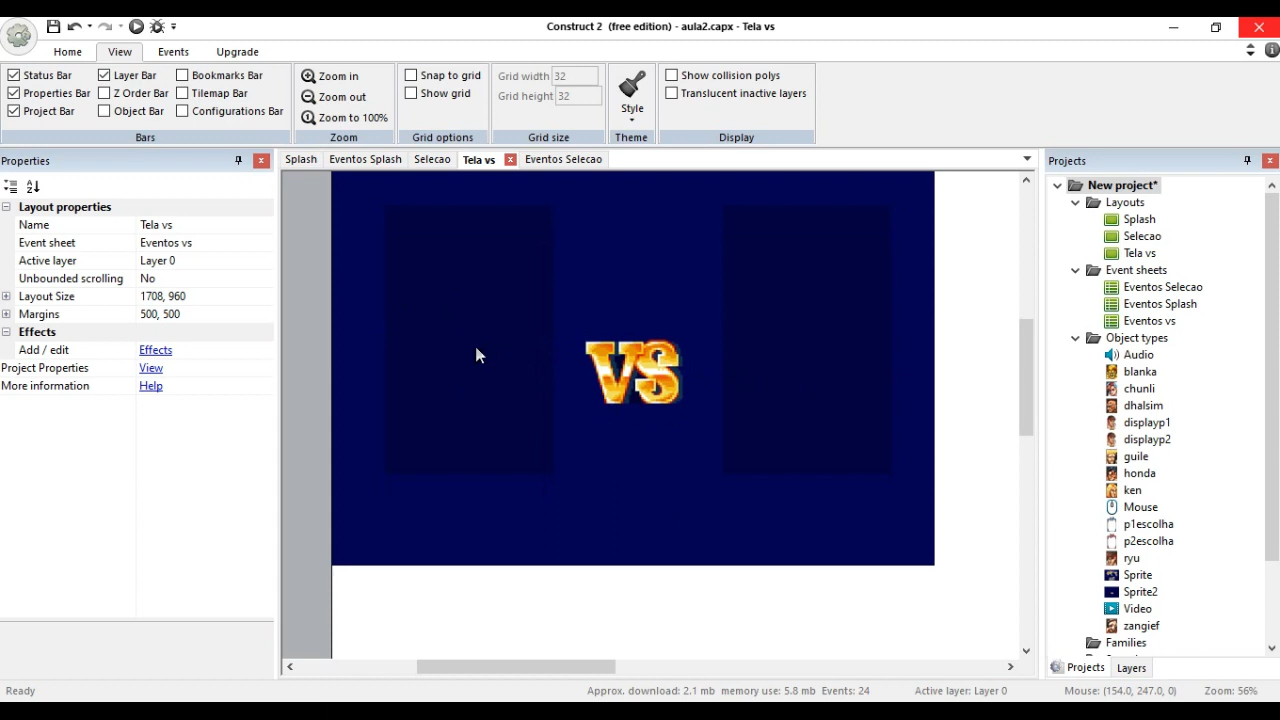 Construct 2 (free edition) - aula2.capx - Tela vs
Home View Events Upgrade
Status Bar Layer Bar Bookmarks Bar
Properties Bar Z Order Bar Tilemap Bar
Project Bar Object Bar Configurations Bar
Bars
Zoom in
Zoom out
Zoom to 100%
Zoom
Snap to grid
Show grid
Grid options
Grid width 32
Grid height 32
Grid size
Style
Theme
Show collision polys
Translucent inactive layers
Display
Properties
Layout properties
Name Tela vs
Event sheet Eventos vs
Active layer Layer 0
Unbounded scrolling No
Layout Size 1708, 960
Margins 500, 500
Effects
Add / edit Effects
Project Properties View
More information Help
Splash Eventos Splash Selecao Tela vs Eventos Selecao
VS
Projects
New project*
Layouts
Splash
Selecao
Tela vs
Event sheets
Eventos Selecao
Eventos Splash
Eventos vs
Object types
Audio
blanka
chunli
dhalsim
displayp1
displayp2
guile
honda
ken
Mouse
p1escolha
p2escolha
ryu
Sprite
Sprite2
Video
zangief
Families
Projects Layers
Ready Approx. download: 2.1 mb memory use: 5.8 mb Events: 24 Active layer: Layer 0 Mouse: (154.0, 247.0, 0) Zoom: 56%